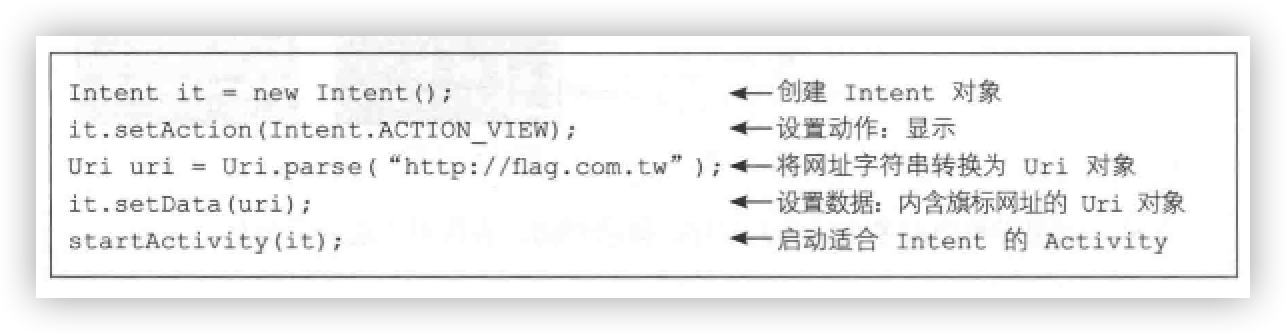 Intent it = new Intent(); ←创建 Intent 对象
it.setAction(Intent.ACTION_VIEW); ←设置动作：显示
Uri uri = Uri.parse(“http://flag.com.tw”); ←将网址字符串转换为 Uri 对象
it.setData(uri); ←设置数据：内含旗标网址的 Uri 对象
startActivity(it); ←启动适合 Intent 的 Activity